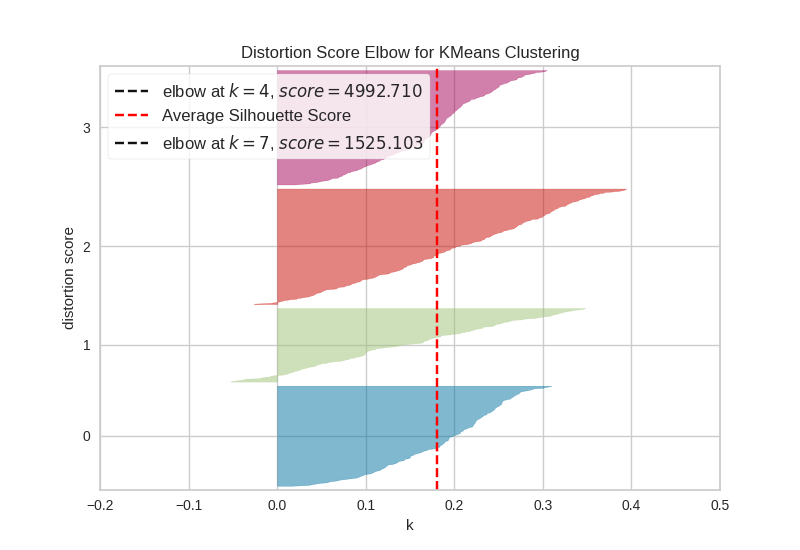 Distortion Score Elbow for KMeans Clustering
elbow at k = 4, score = 4992.710
Average Silhouette Score
elbow at k = 7, score = 1525.103
distortion score
3
2
1
0
−0.2 −0.1 0.0 0.1 0.2 0.3 0.4 0.5
k